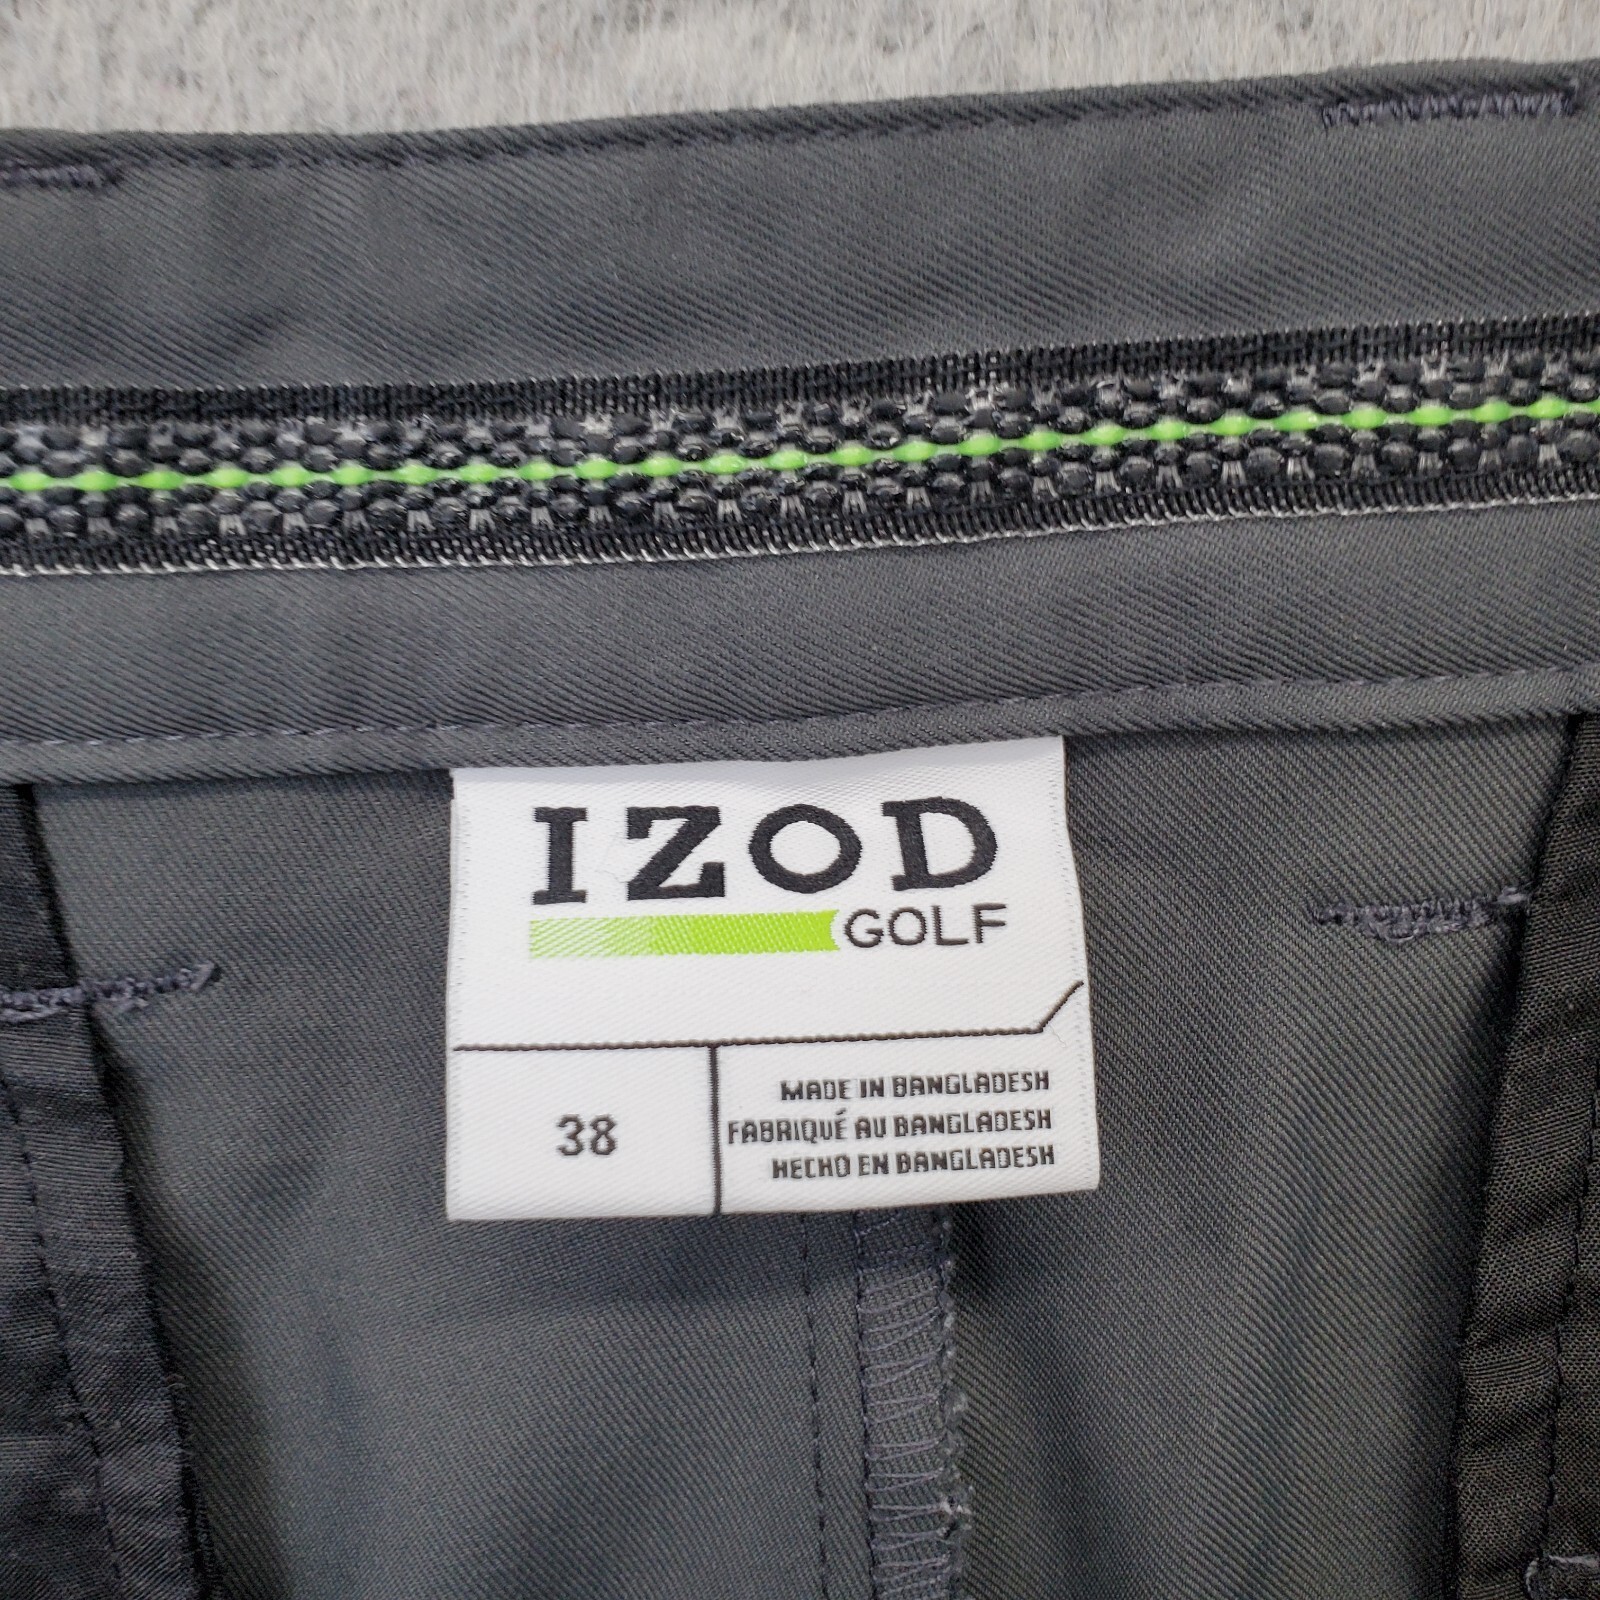 IZOD
GOLF
38
MADE IN BANGLADESH
FABRIQUÉ AU BANGLADESH
HECHO EN BANGLADESH